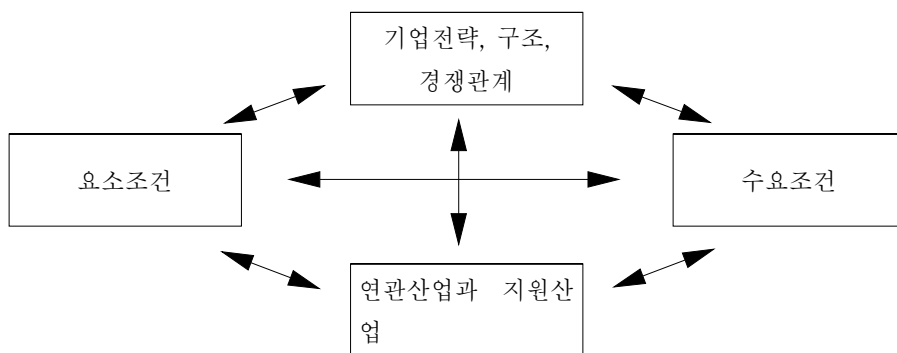 기업전략, 구조,
경쟁관계
요소조건
수요조건
연관산업과 지원산
업